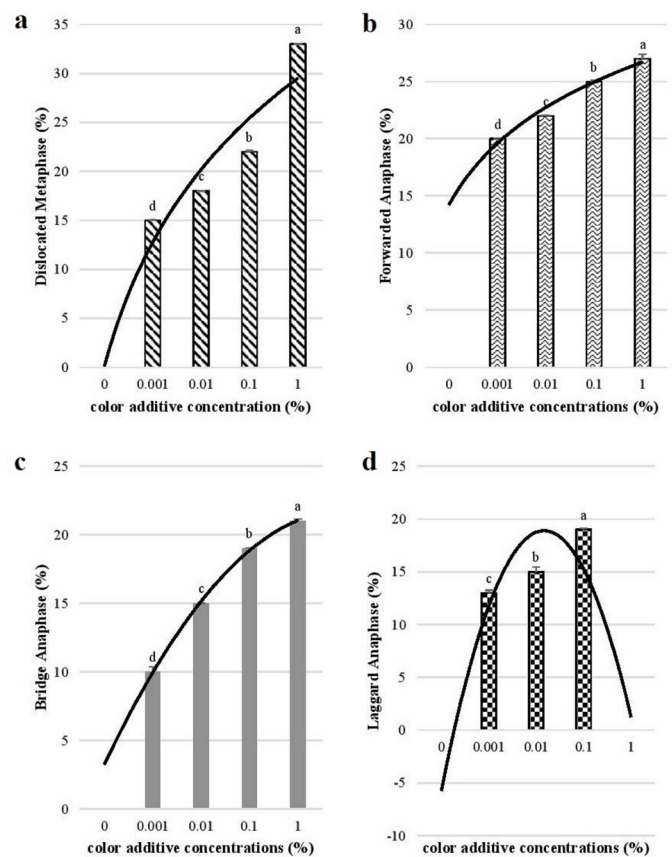 a
Dislocated Metaphase (%)
35
30
25
20
15
10
5
0
d
c
b
a
0 0.001 0.01 0.1 1
color additive concentration (%)
b
Forwarded Anaphase (%)
30
25
20
15
10
5
0
d
c
b
a
0 0.001 0.01 0.1 1
color additive concentrations (%)
c
Bridge Anaphase (%)
25
20
15
10
5
0
d
c
b
a
0 0.001 0.01 0.1 1
color additive concentrations (%)
d
Laggard Anaphase (%)
25
20
15
10
5
0
-5
-10
c
b
a
0 0.001 0.01 0.1 1
color additive concentrations (%)